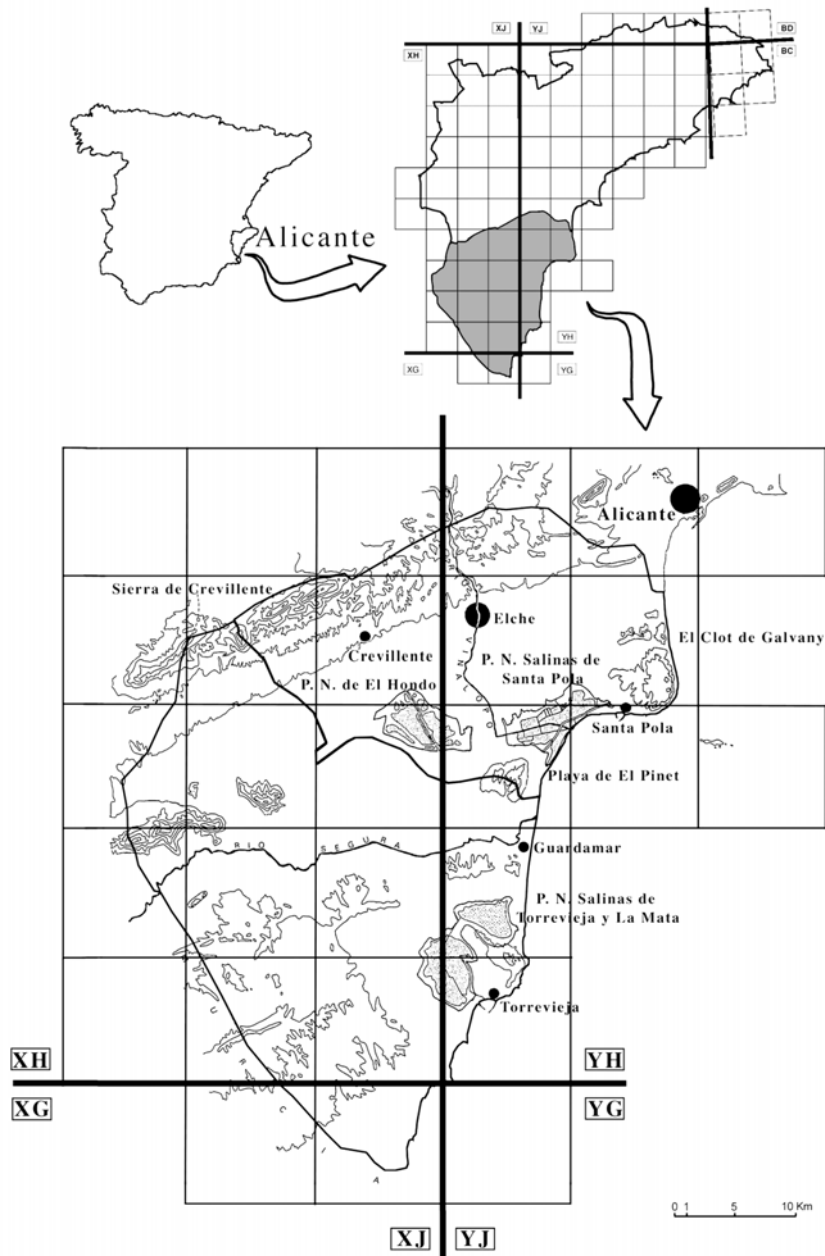 XJ
YJ
BD
BC
XH
Alicante
YH
XG
YG
Alicante
Sierra de Crevillente
Elche
El Clot de Galvany
Crevillente
P. N. Salinas de
Santa Pola
P. N. de El Hondo
VINALOPO
Santa Pola
Playa de El Pinet
RIO SEGURA
Guardamar
P. N. Salinas de
Torrevieja y La Mata
Torrevieja
XH
YH
XG
YG
0 1 5 10 Km
XJ
YJ